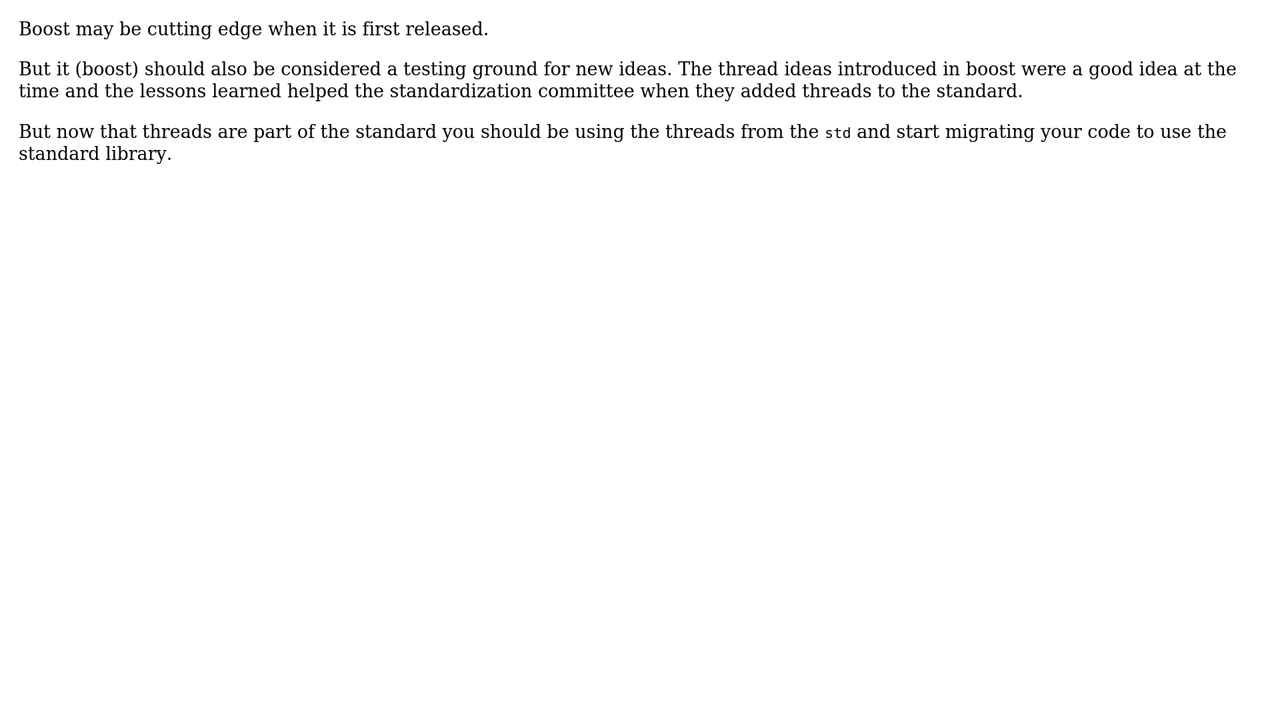 Boost may be cutting edge when it is first released.
But it (boost) should also be considered a testing ground for new ideas. The thread ideas introduced in boost were a good idea at the
time and the lessons learned helped the standardization committee when they added threads to the standard.
But now that threads are part of the standard you should be using the threads from the std and start migrating your code to use the
standard library.